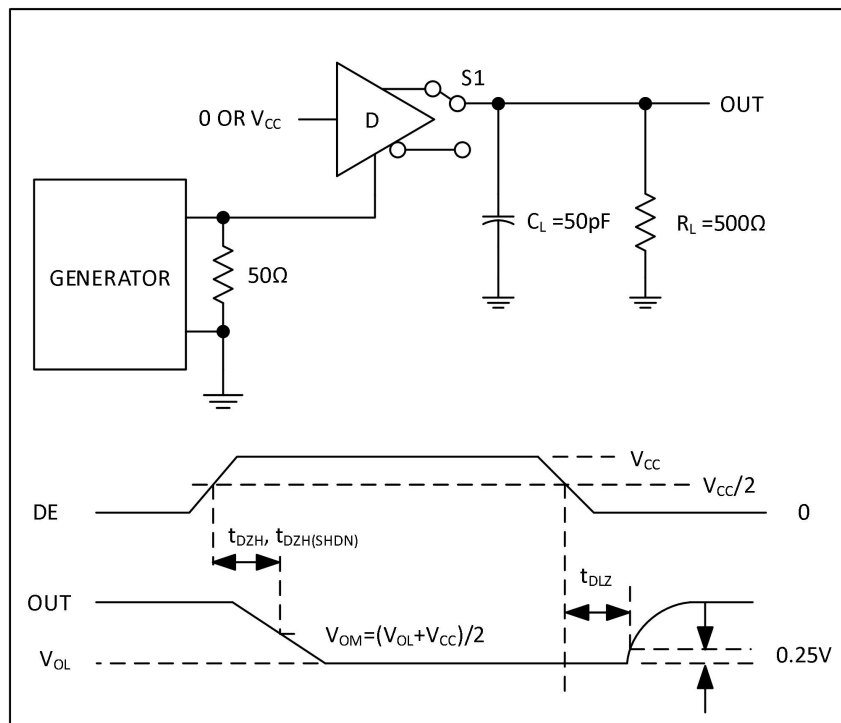 S1
0 OR VCC
D
OUT
CL =50pF
RL =500Ω
GENERATOR
50Ω
VCC
VCC/2
DE
0
tDZH, tDZH(SHDN)
tDLZ
OUT
VOM=(VOL+VCC)/2
VOL
0.25V